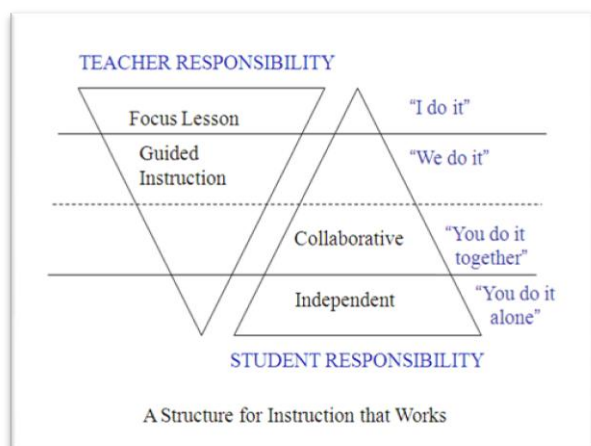 TEACHER RESPONSIBILITY
Focus Lesson
“I do it”
Guided
Instruction
“We do it”
Collaborative
“You do it
together”
Independent
“You do it
alone”
STUDENT RESPONSIBILITY
A Structure for Instruction that Works